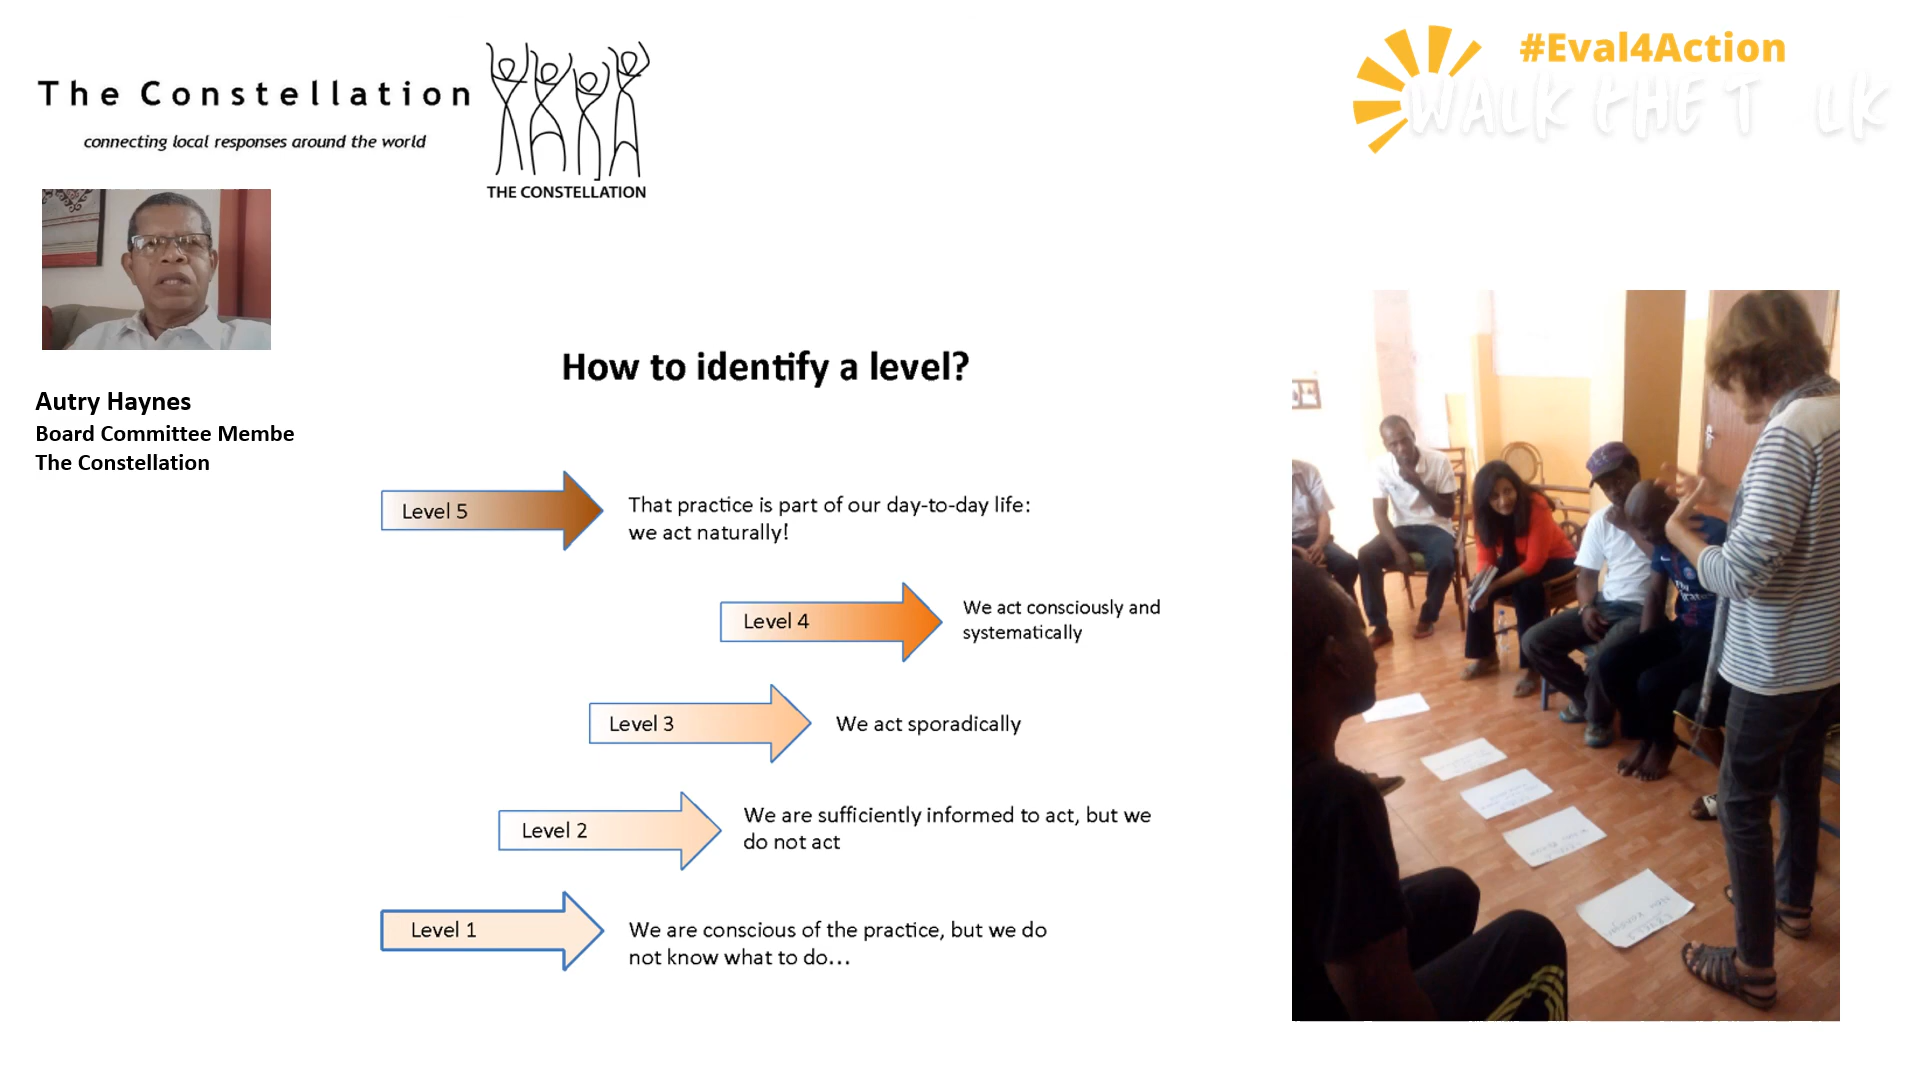 The Constellation
connecting local responses around the world
THE CONSTELLATION
#Eval4Action
WALK THE T LK
Autry Haynes
Board Committee Membe
The Constellation
How to identify a level?
Level 5
That practice is part of our day-to-day life:
we act naturally!
Level 4
We act consciously and
systematically
Level 3
We act sporadically
Level 2
We are sufficiently informed to act, but we
do not act
Level 1
We are conscious of the practice, but we do
not know what to do...